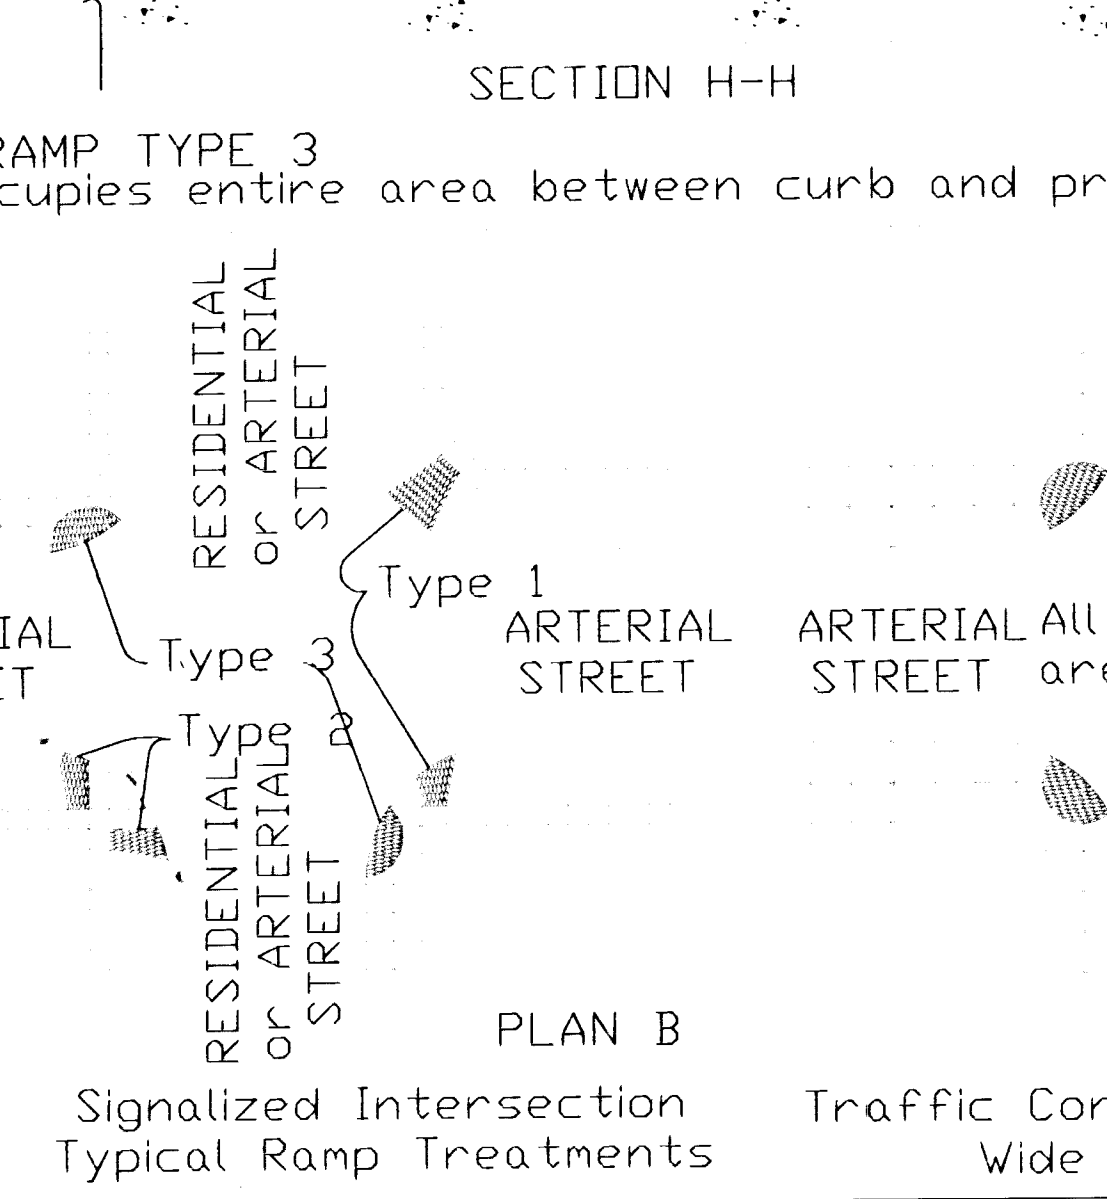 SECTION H-H
RAMP TYPE 3
cupies entire area between curb and pr
RESIDENTIAL
or ARTERIAL
STREET
Type 1
ARTERIAL
STREET
ARTERIAL
STREET
All
are
IAL
ET
Type 3
Type 2
RESIDENTIAL
or ARTERIAL
STREET
PLAN B
Signalized Intersection
Typical Ramp Treatments
Traffic Con
Wide